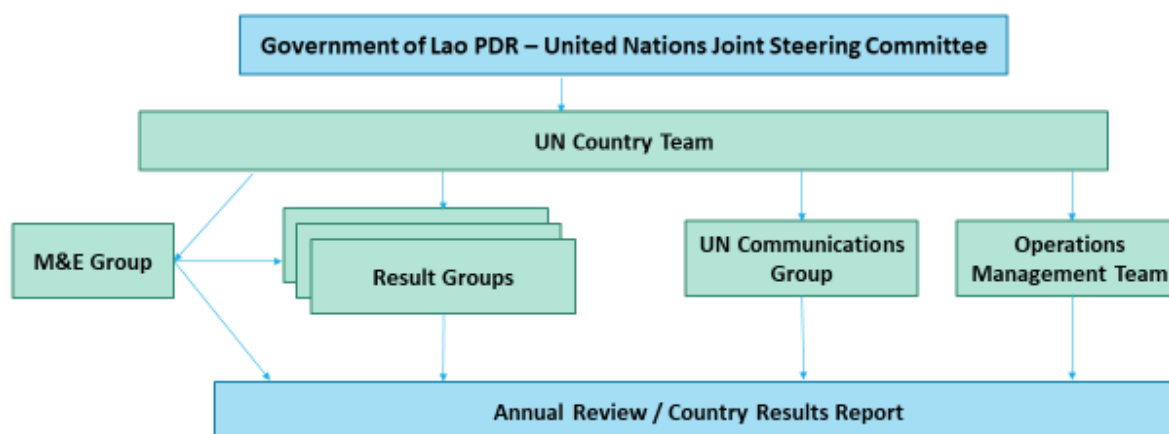 Government of Lao PDR – United Nations Joint Steering Committee
UN Country Team
M&E Group
Result Groups
UN Communications
Group
Operations
Management Team
Annual Review / Country Results Report